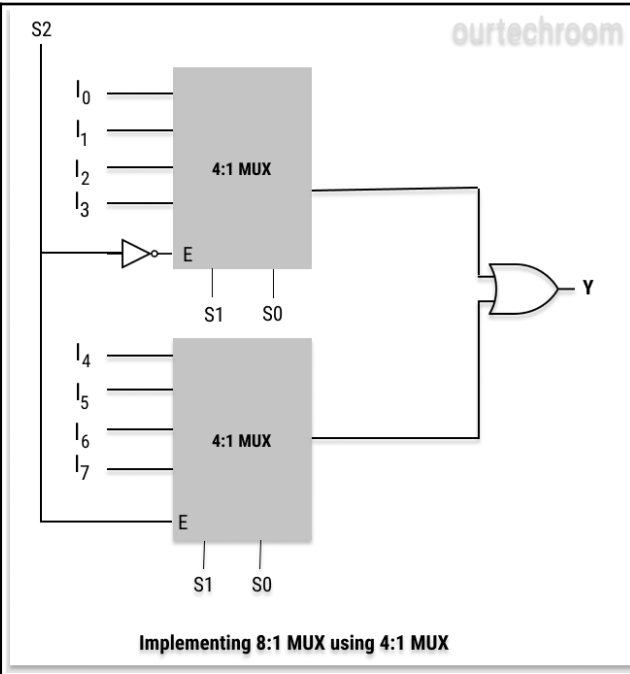 ourtechroom
S2
I0
I1
I2
I3
4:1 MUX
E
S1 S0
Y
I4
I5
I6
I7
4:1 MUX
E
S1 S0
Implementing 8:1 MUX using 4:1 MUX